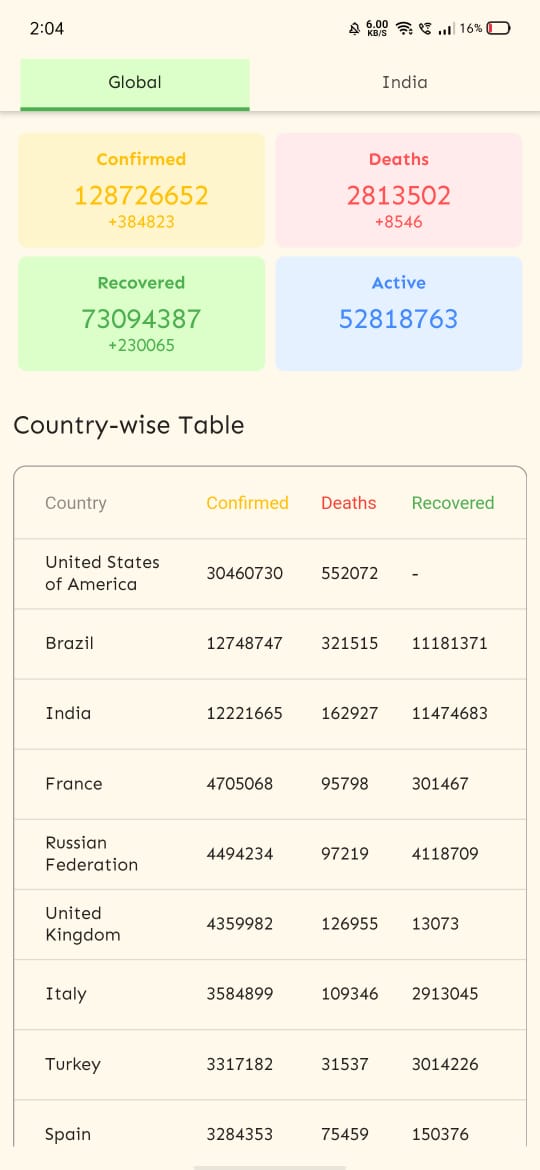 2:04 6.00 KB/S 16%
Global India
Confirmed Deaths
128726652 2813502
+384823 +8546
Recovered Active
73094387 52818763
+230065
Country-wise Table
Country Confirmed Deaths Recovered
United States of America 30460730 552072 -
Brazil 12748747 321515 11181371
India 12221665 162927 11474683
France 4705068 95798 301467
Russian Federation 4494234 97219 4118709
United Kingdom 4359982 126955 13073
Italy 3584899 109346 2913045
Turkey 3317182 31537 3014226
Spain 3284353 75459 150376